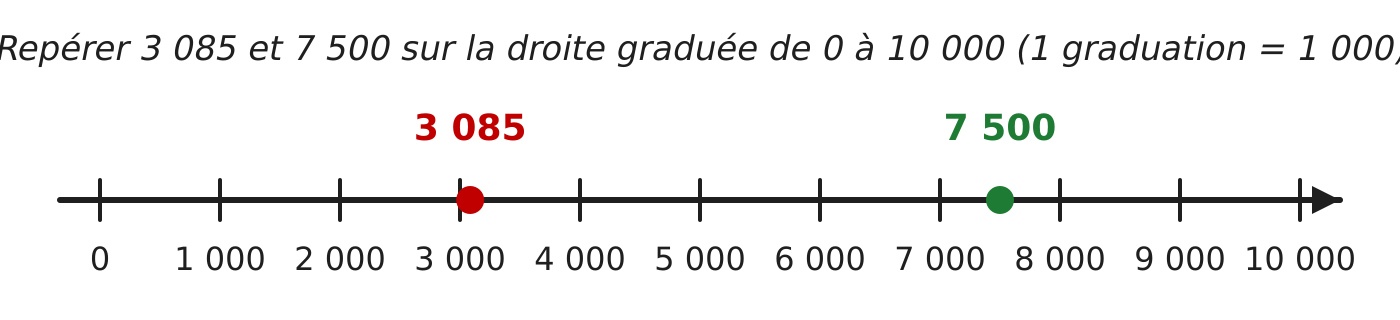 Repérer 3 085 et 7 500 sur la droite graduée de 0 à 10 000 (1 graduation = 1 000)
3 085 7 500
0 1 000 2 000 3 000 4 000 5 000 6 000 7 000 8 000 9 000 10 000